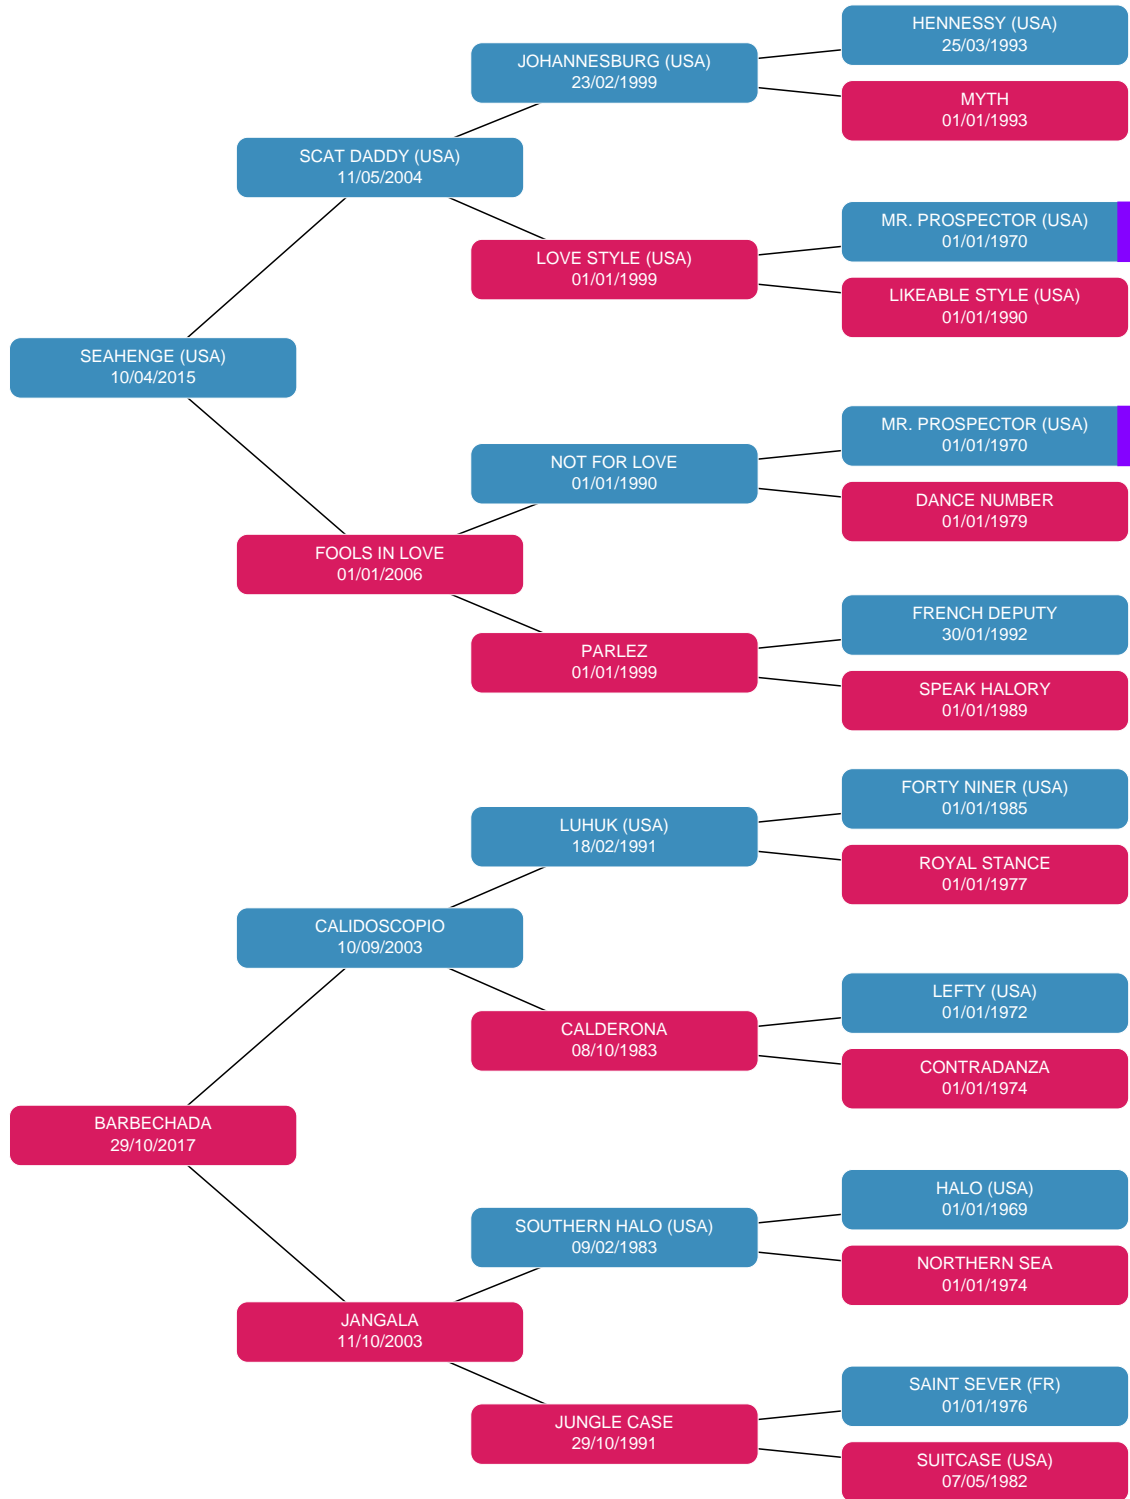 HENNESSY (USA)
25/03/1993
JOHANNESBURG (USA)
23/02/1999
MYTH
01/01/1993
SCAT DADDY (USA)
11/05/2004
MR. PROSPECTOR (USA)
01/01/1970
LOVE STYLE (USA)
01/01/1999
LIKEABLE STYLE (USA)
01/01/1990
SEAHENGE (USA)
10/04/2015
MR. PROSPECTOR (USA)
01/01/1970
NOT FOR LOVE
01/01/1990
DANCE NUMBER
01/01/1979
FOOLS IN LOVE
01/01/2006
FRENCH DEPUTY
30/01/1992
PARLEZ
01/01/1999
SPEAK HALORY
01/01/1989
FORTY NINER (USA)
01/01/1985
LUHUK (USA)
18/02/1991
ROYAL STANCE
01/01/1977
CALIDOSCOPIO
10/09/2003
LEFTY (USA)
01/01/1972
CALDERONA
08/10/1983
CONTRADANZA
01/01/1974
BARBECHADA
29/10/2017
HALO (USA)
01/01/1969
SOUTHERN HALO (USA)
09/02/1983
NORTHERN SEA
01/01/1974
JANGALA
11/10/2003
SAINT SEVER (FR)
01/01/1976
JUNGLE CASE
29/10/1991
SUITCASE (USA)
07/05/1982